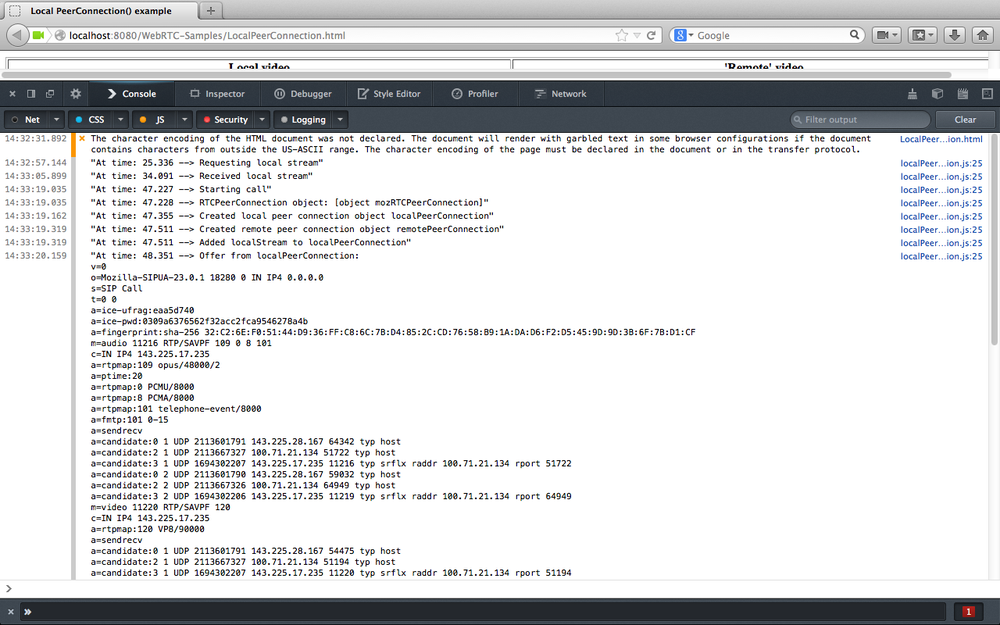 Local PeerConnection() example
+
localhost:8080/WebRTC-Samples/LocalPeerConnection.html
Google
Local video 'Remote' video
Console Inspector Debugger Style Editor Profiler Network
Net CSS JS Security Logging Filter output Clear
14:32:31.892 The character encoding of the HTML document was not declared. The document will render with garbled text in some browser configurations if the document LocalPeer...ion.html
contains characters from outside the US-ASCII range. The character encoding of the page must be declared in the document or in the transfer protocol.
14:32:57.144 "At time: 25.336 --> Requesting local stream" localPeer...ion.js:25
14:33:05.899 "At time: 34.091 --> Received local stream" localPeer...ion.js:25
14:33:19.035 "At time: 47.227 --> Starting call" localPeer...ion.js:25
14:33:19.035 "At time: 47.228 --> RTCPeerConnection object: [object mozRTCPeerConnection]" localPeer...ion.js:25
14:33:19.162 "At time: 47.355 --> Created local peer connection object localPeerConnection" localPeer...ion.js:25
14:33:19.319 "At time: 47.511 --> Created remote peer connection object remotePeerConnection" localPeer...ion.js:25
14:33:19.319 "At time: 47.511 --> Added localStream to localPeerConnection" localPeer...ion.js:25
14:33:20.159 "At time: 48.351 --> Offer from localPeerConnection: localPeer...ion.js:25
v=0
o=Mozilla-SIPUA-23.0.1 18280 0 IN IP4 0.0.0.0
s=SIP Call
t=0 0
a=ice-ufrag:eaa5d740
a=ice-pwd:0309a6376562f32acc2fca9546278a4b
a=fingerprint:sha-256 32:C2:6E:F0:51:44:D9:36:FF:C8:6C:7B:D4:85:2C:CD:76:58:B9:1A:DA:D6:F2:D5:45:9D:9D:3B:6F:7B:D1:CF
m=audio 11216 RTP/SAVPF 109 0 8 101
c=IN IP4 143.225.17.235
a=rtpmap:109 opus/48000/2
a=ptime:20
a=rtpmap:0 PCMU/8000
a=rtpmap:8 PCMA/8000
a=rtpmap:101 telephone-event/8000
a=fmtp:101 0-15
a=sendrecv
a=candidate:0 1 UDP 2113601791 143.225.28.167 64342 typ host
a=candidate:2 1 UDP 2113667327 100.71.21.134 51722 typ host
a=candidate:3 1 UDP 1694302207 143.225.17.235 11216 typ srflx raddr 100.71.21.134 rport 51722
a=candidate:0 2 UDP 2113601790 143.225.28.167 59032 typ host
a=candidate:2 2 UDP 2113667326 100.71.21.134 64949 typ host
a=candidate:3 2 UDP 1694302206 143.225.17.235 11219 typ srflx raddr 100.71.21.134 rport 64949
m=video 11220 RTP/SAVPF 120
c=IN IP4 143.225.17.235
a=rtpmap:120 VP8/90000
a=sendrecv
a=candidate:0 1 UDP 2113601791 143.225.28.167 54475 typ host
a=candidate:2 1 UDP 2113667327 100.71.21.134 51194 typ host
a=candidate:3 1 UDP 1694302207 143.225.17.235 11220 typ srflx raddr 100.71.21.134 rport 51194
1